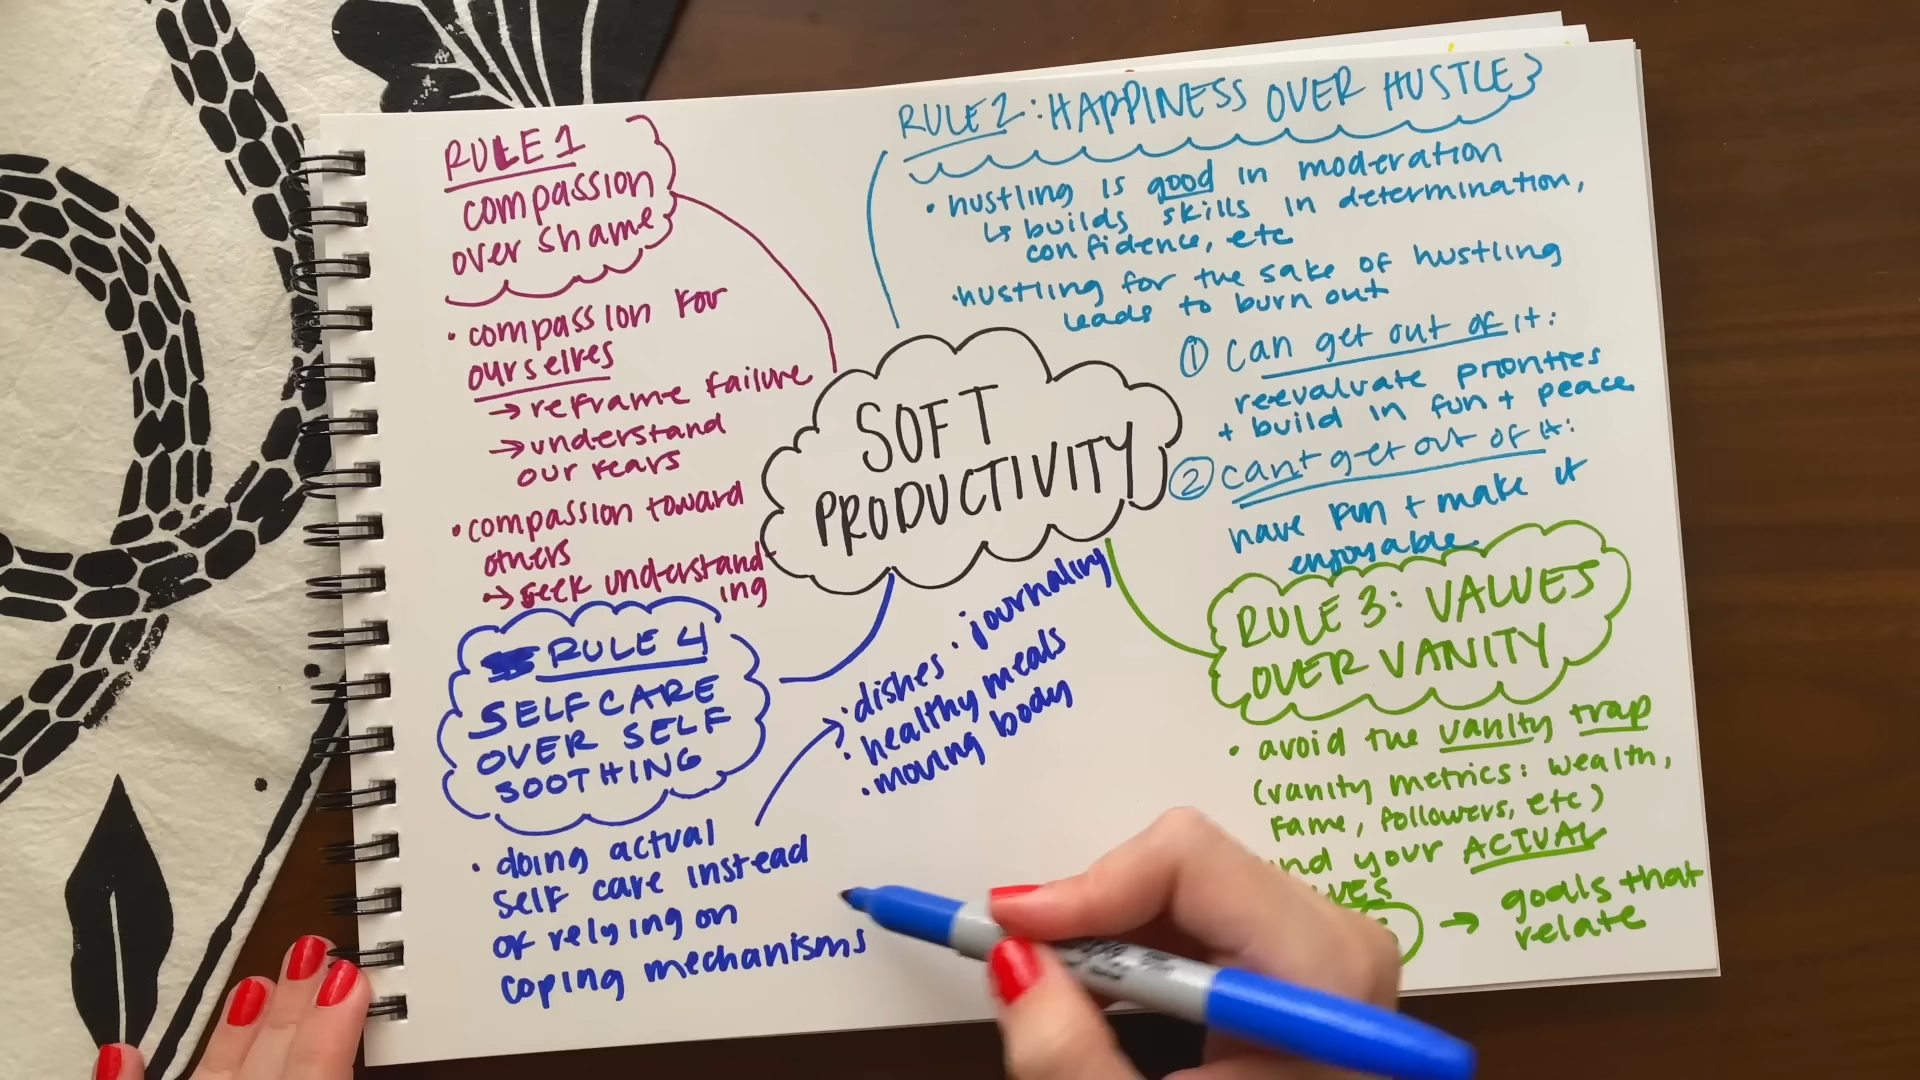 RULE 1
compassion
over shame
• compassion for
ourselves
→ reframe failure
→ understand
our fears
• compassion toward
others
→ seek understand-
ing
RULE 2: HAPPINESS OVER HUSTLE
• hustling is good in moderation
↳ builds skills in determination,
confidence, etc
• hustling for the sake of hustling
leads to burn out
① can get out of it:
reevaluate priorities
+ build in fun + peace
② cant get out of it:
have fun + make it
enjoyable
SOFT
PRODUCTIVITY
RULE 3: VALUES
OVER VANITY
• avoid the vanity trap
(vanity metrics: wealth,
fame, followers, etc)
your ACTUAL
→ goals that
relate
RULE 4
SELF CARE
OVER SELF
SOOTHING
• doing actual
self care instead
of relying on
coping mechanisms
• dishes • journaling
• healthy meals
• moving body